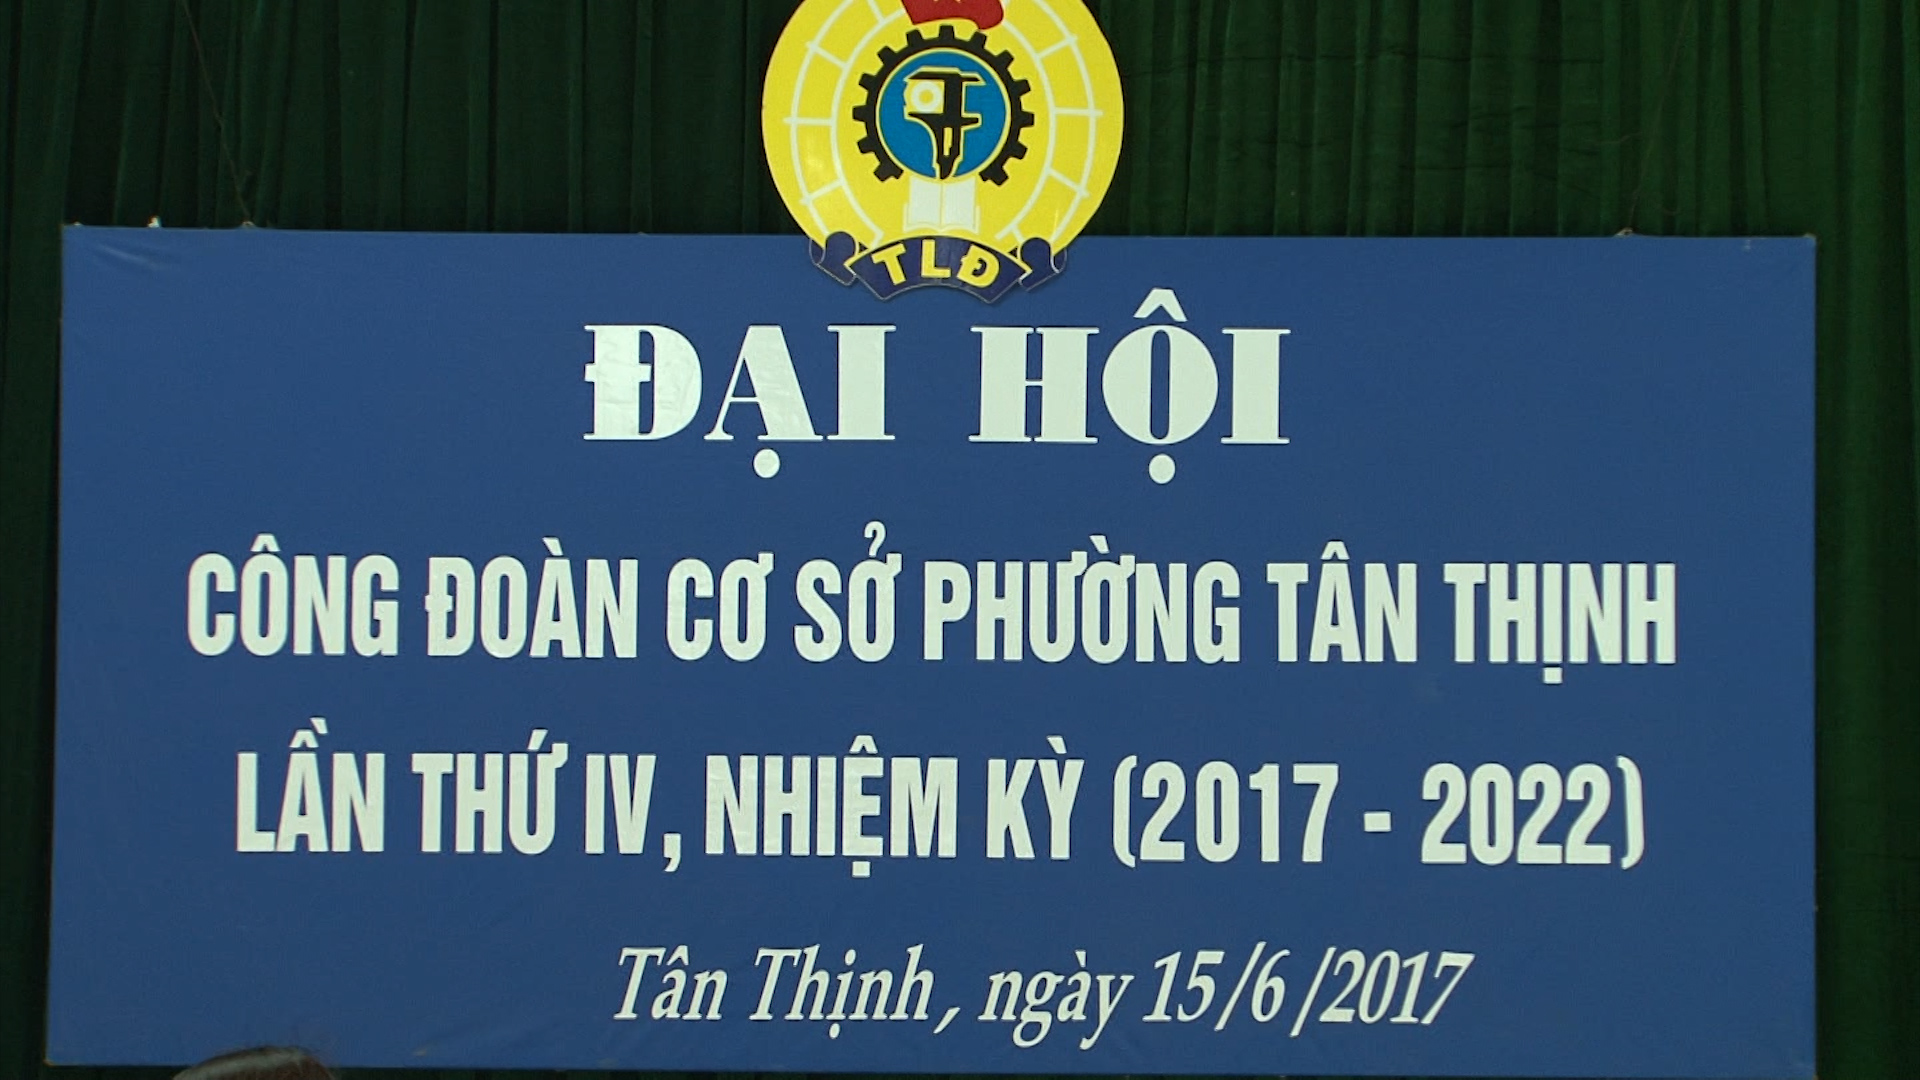 TLĐ
ĐẠI HỘI
CÔNG ĐOÀN CƠ SỞ PHƯỜNG TÂN THỊNH
LẦN THỨ IV, NHIỆM KỲ (2017 - 2022)
Tân Thịnh, ngày 15/6/2017